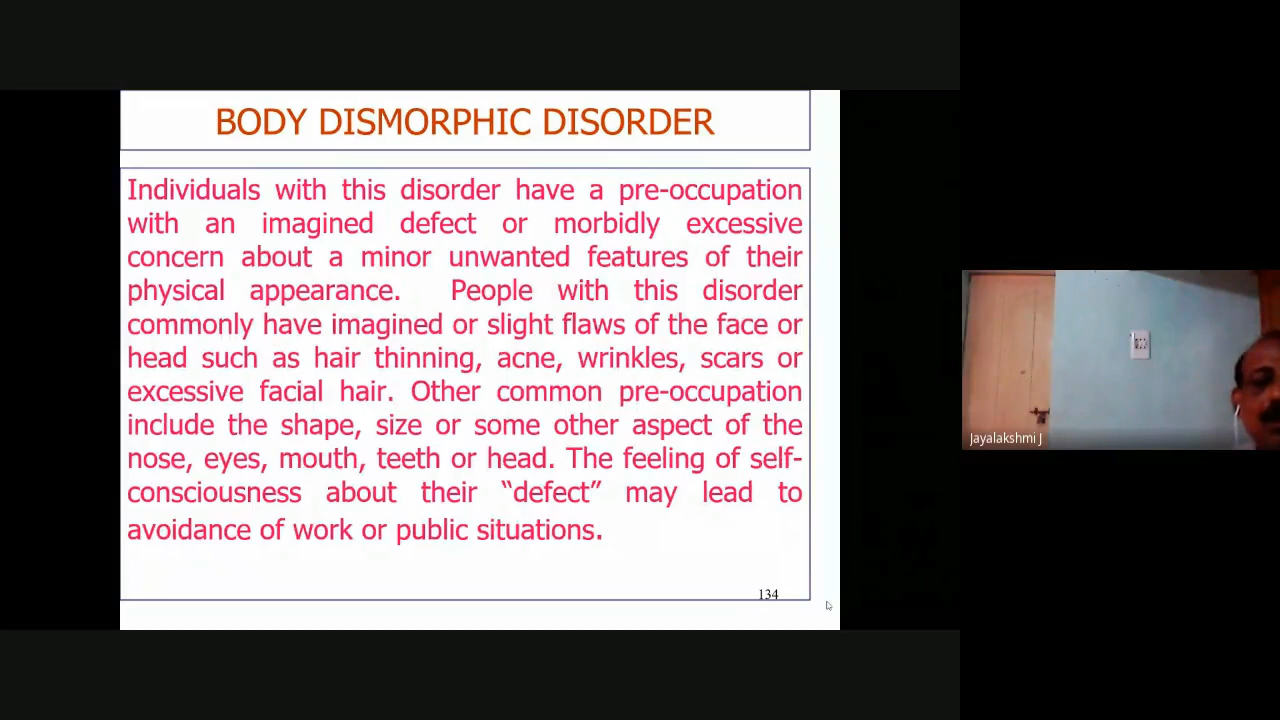 BODY DISMORPHIC DISORDER
Individuals with this disorder have a pre-occupation
with an imagined defect or morbidly excessive
concern about a minor unwanted features of their
physical appearance. People with this disorder
commonly have imagined or slight flaws of the face or
head such as hair thinning, acne, wrinkles, scars or
excessive facial hair. Other common pre-occupation
include the shape, size or some other aspect of the
nose, eyes, mouth, teeth or head. The feeling of self-
consciousness about their “defect” may lead to
avoidance of work or public situations.
134
Jayalakshmi J